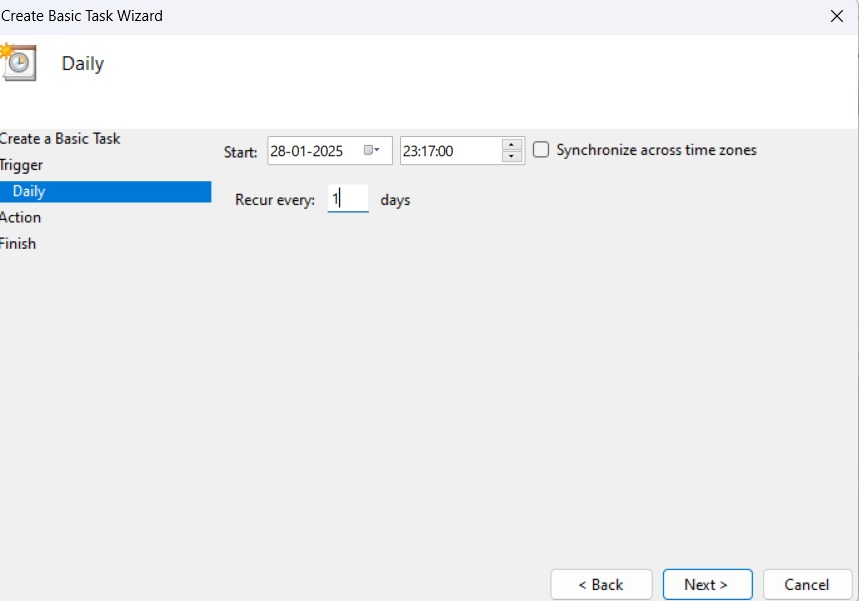 Create Basic Task Wizard
Daily
Create a Basic Task
Trigger
Daily
Action
Finish
Start: 28-01-2025 23:17:00 Synchronize across time zones
Recur every: 1 days
< Back Next > Cancel